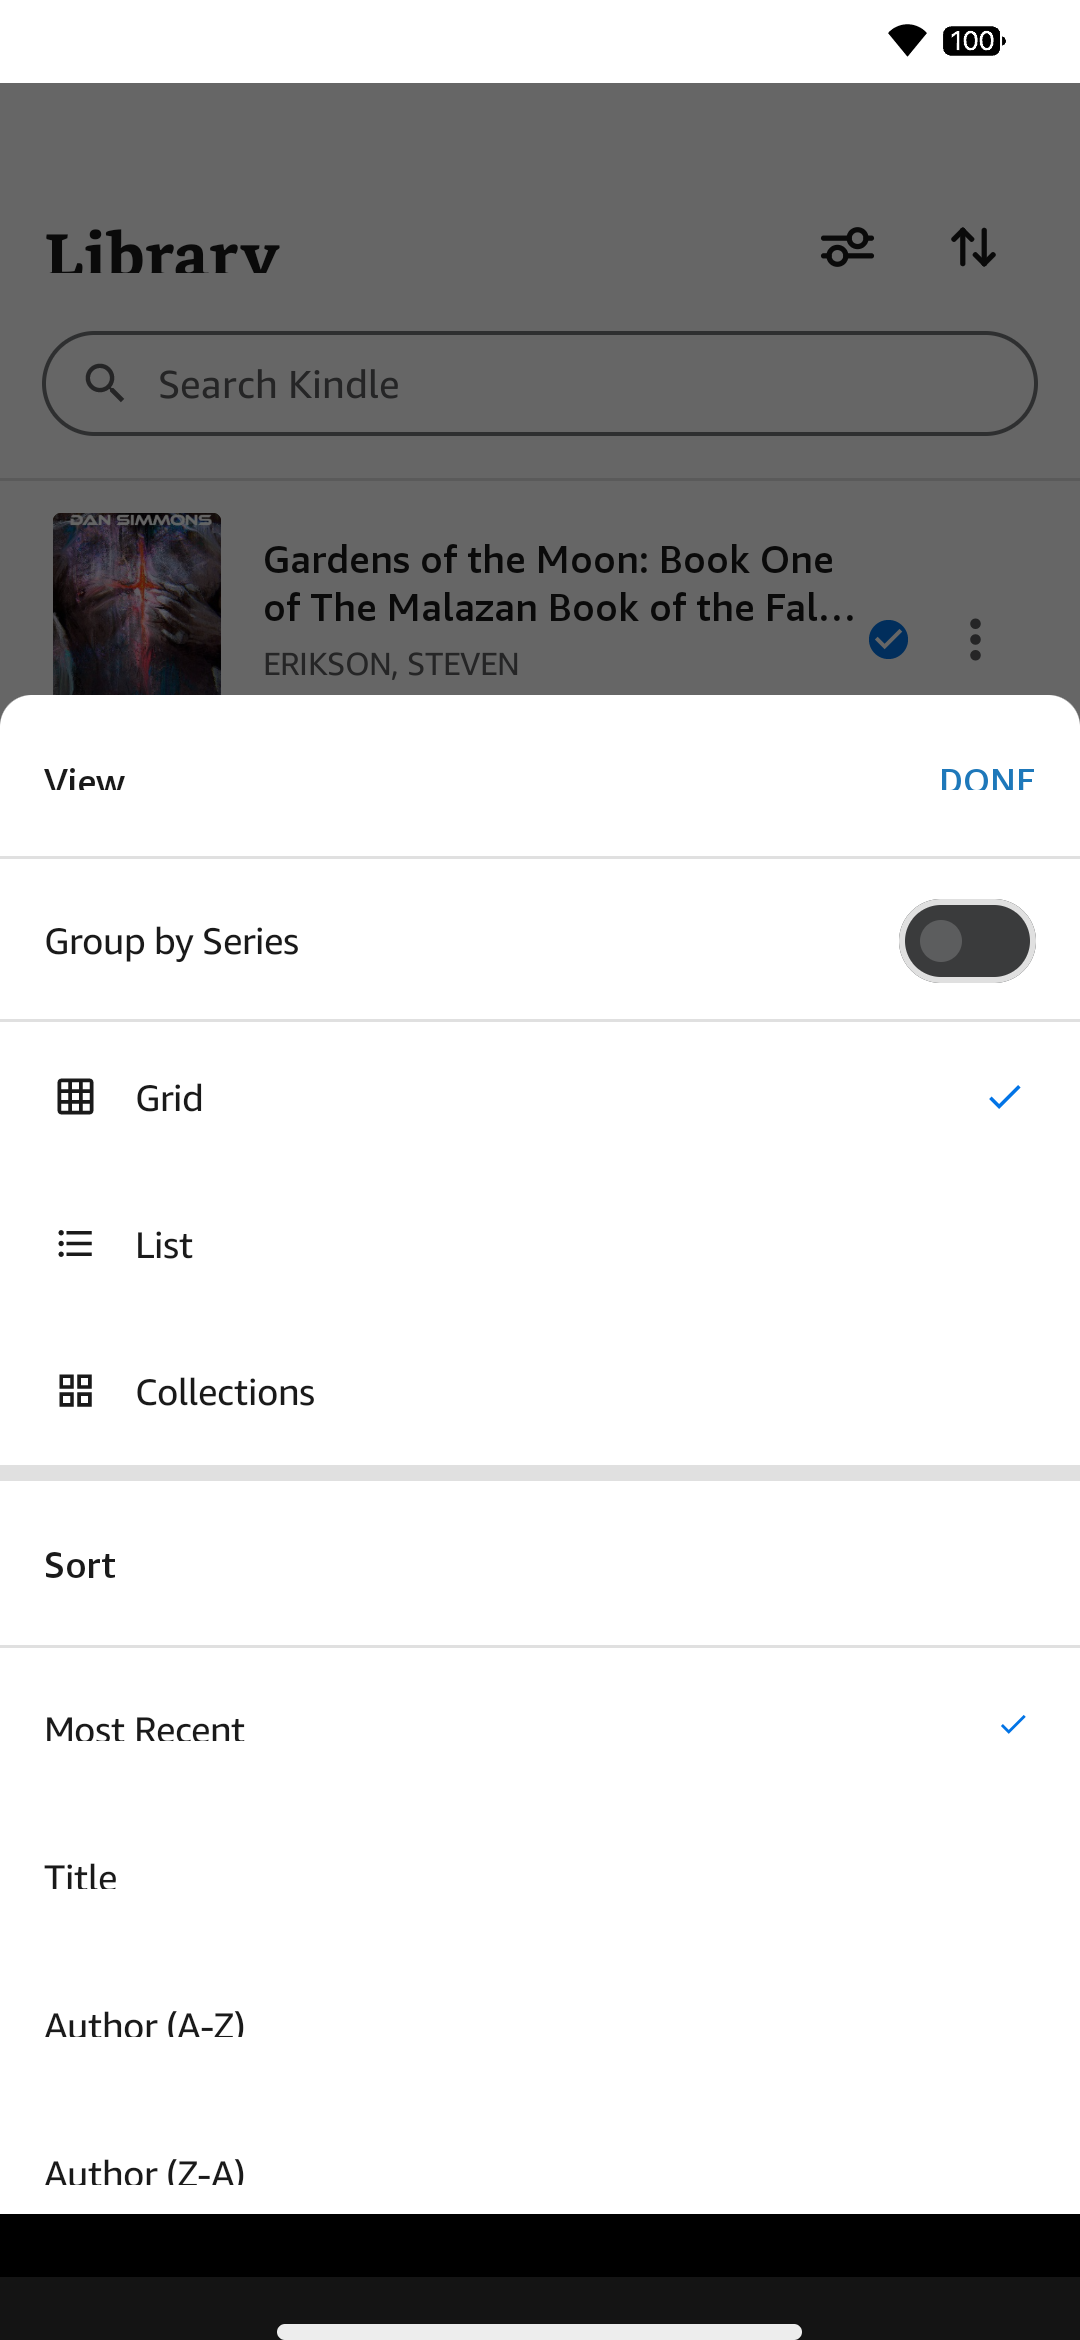 100
Library
Search Kindle
DAN SIMMONS
Gardens of the Moon: Book One
of The Malazan Book of the Fal...
ERIKSON, STEVEN
View
DONE
Group by Series
Grid
List
Collections
Sort
Most Recent
Title
Author (A-Z)
Author (Z-A)